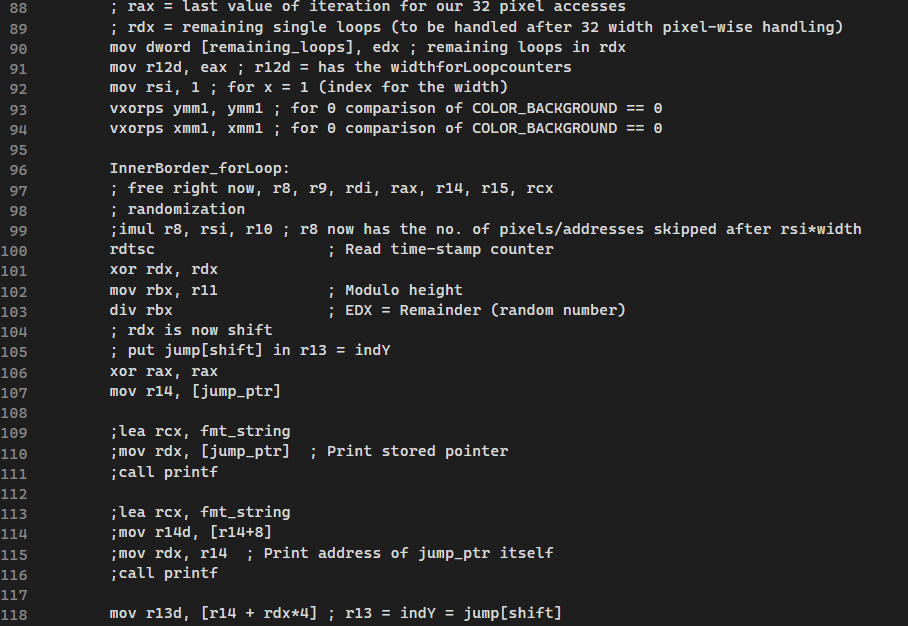 88 ; rax = last value of iteration for our 32 pixel accesses
89 ; rdx = remaining single loops (to be handled after 32 width pixel-wise handling)
90 mov dword [remaining_loops], edx ; remaining loops in rdx
91 mov r12d, eax ; r12d = has the widthforLoopcounters
92 mov rsi, 1 ; for x = 1 (index for the width)
93 vxorps ymm1, ymm1 ; for 0 comparison of COLOR_BACKGROUND == 0
94 vxorps xmm1, xmm1 ; for 0 comparison of COLOR_BACKGROUND == 0
95
96 InnerBorder_forLoop:
97 ; free right now, r8, r9, rdi, rax, r14, r15, rcx
98 ; randomization
99 ;imul r8, rsi, r10 ; r8 now has the no. of pixels/addresses skipped after rsi*width
100 rdtsc ; Read time-stamp counter
101 xor rdx, rdx
102 mov rbx, r11 ; Modulo height
103 div rbx ; EDX = Remainder (random number)
104 ; rdx is now shift
105 ; put jump[shift] in r13 = indY
106 xor rax, rax
107 mov r14, [jump_ptr]
108
109 ;lea rcx, fmt_string
110 ;mov rdx, [jump_ptr] ; Print stored pointer
111 ;call printf
112
113 ;lea rcx, fmt_string
114 ;mov r14d, [r14+8]
115 ;mov rdx, r14 ; Print address of jump_ptr itself
116 ;call printf
117
118 mov r13d, [r14 + rdx*4] ; r13 = indY = jump[shift]